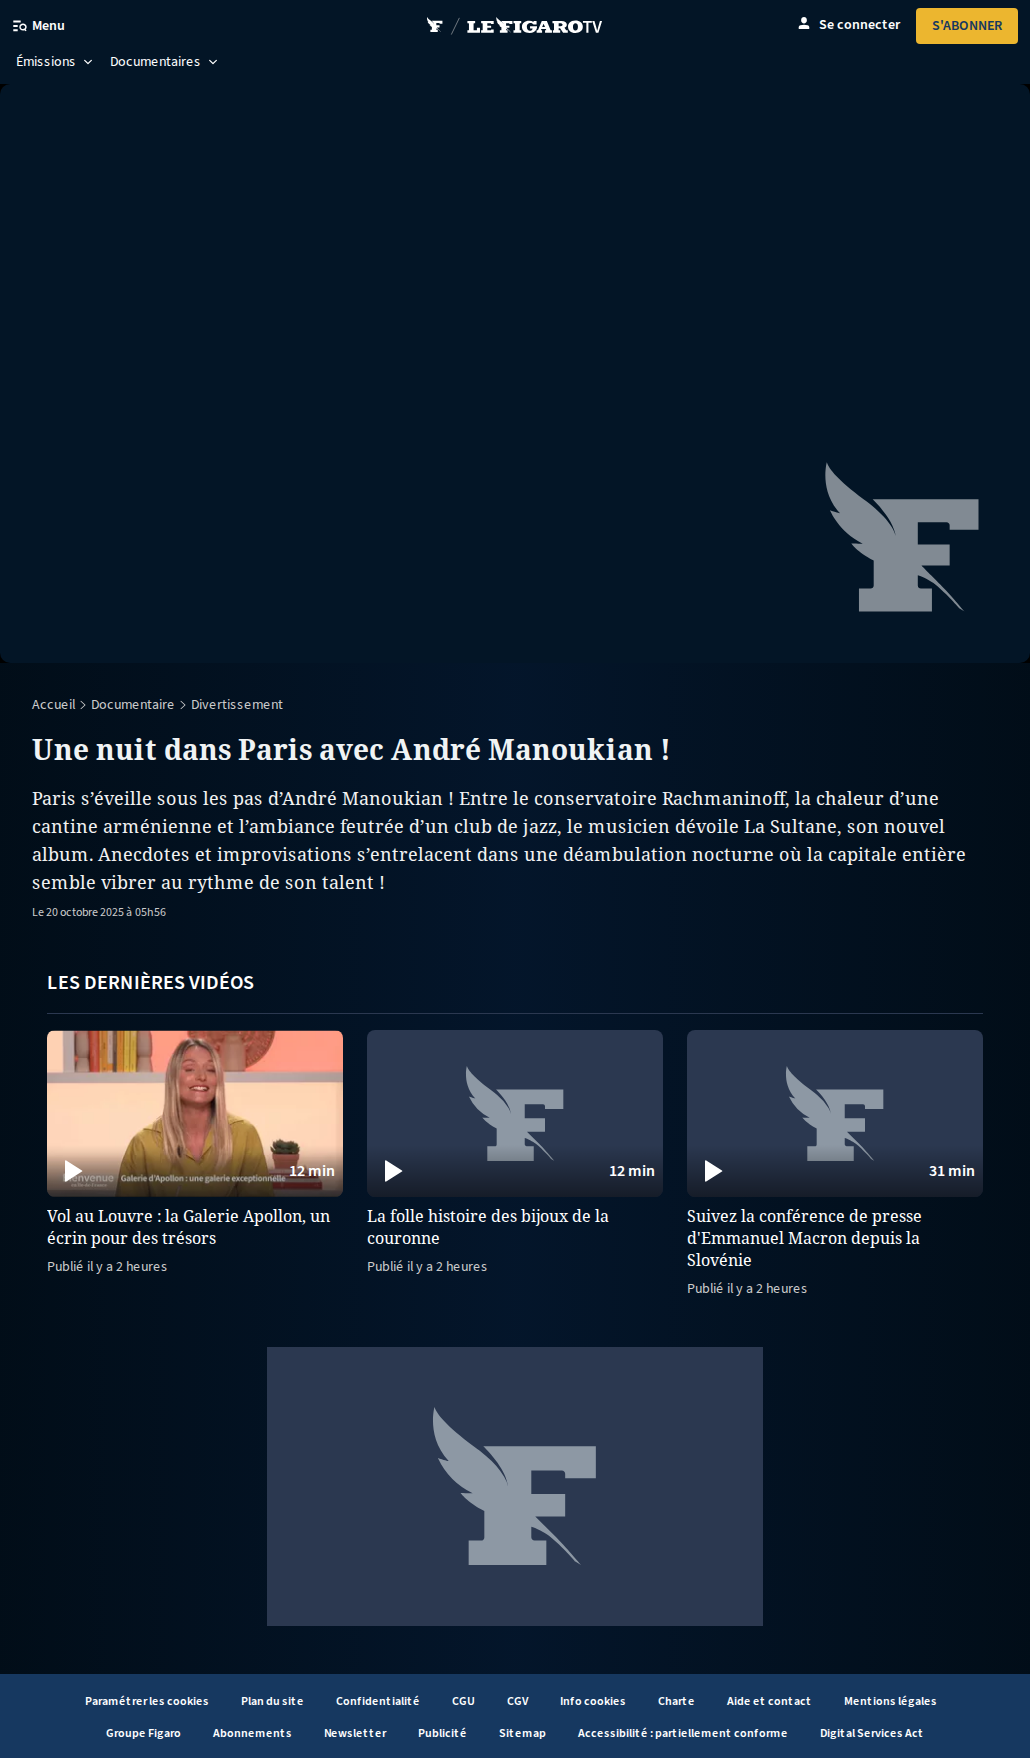 Menu
LE FIGARO TV
Se connecter
S'ABONNER
Émissions
Documentaires
Accueil
Documentaire
Divertissement
Une nuit dans Paris avec André Manoukian !
Paris s’éveille sous les pas d’André Manoukian ! Entre le conservatoire Rachmaninoff, la chaleur d’une
cantine arménienne et l’ambiance feutrée d’un club de jazz, le musicien dévoile La Sultane, son nouvel
album. Anecdotes et improvisations s’entrelacent dans une déambulation nocturne où la capitale entière
semble vibrer au rythme de son talent !
Le 20 octobre 2025 à 05h56
LES DERNIÈRES VIDÉOS
Galerie d'Apollon : une galerie exceptionnelle
12 min
12 min
31 min
Vol au Louvre : la Galerie Apollon, un
écrin pour des trésors
Publié il y a 2 heures
La folle histoire des bijoux de la
couronne
Publié il y a 2 heures
Suivez la conférence de presse
d'Emmanuel Macron depuis la
Slovénie
Publié il y a 2 heures
Paramétrer les cookies
Plan du site
Confidentialité
CGU
CGV
Info cookies
Charte
Aide et contact
Mentions légales
Groupe Figaro
Abonnements
Newsletter
Publicité
Sitemap
Accessibilité : partiellement conforme
Digital Services Act